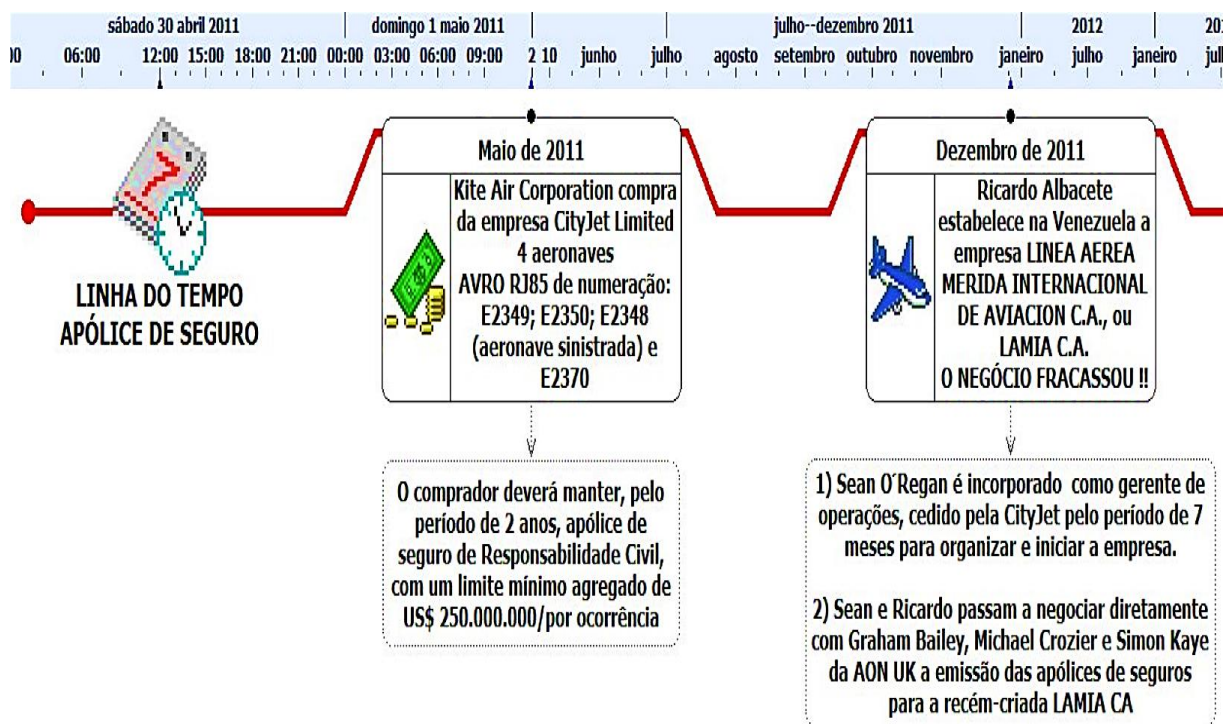 sábado 30 abril 2011
domingo 1 maio 2011
julho--dezembro 2011
2012
06:00 12:00 15:00 18:00 21:00 00:00 03:00 06:00 09:00 2 10 junho julho agosto setembro outubro novembro janeiro julho janeiro
LINHA DO TEMPO
APÓLICE DE SEGURO
Maio de 2011
Kite Air Corporation compra
da empresa CityJet Limited
4 aeronaves
AVRO RJ85 de numeração:
E2349; E2350; E2348
(aeronave sinistrada) e
E2370
O comprador deverá manter, pelo
período de 2 anos, apólice de
seguro de Responsabilidade Civil,
com um limite mínimo agregado de
US$ 250.000.000/por ocorrência
Dezembro de 2011
Ricardo Albacete
estabelece na Venezuela a
empresa LINEA AEREA
MERIDA INTERNACIONAL
DE AVIACION C.A., ou
LAMIA C.A.
O NEGÓCIO FRACASSOU !!
1) Sean O´Regan é incorporado como gerente de
operações, cedido pela CityJet pelo período de 7
meses para organizar e iniciar a empresa.
2) Sean e Ricardo passam a negociar diretamente
com Graham Bailey, Michael Crozier e Simon Kaye
da AON UK a emissão das apólices de seguros
para a recém-criada LAMIA CA